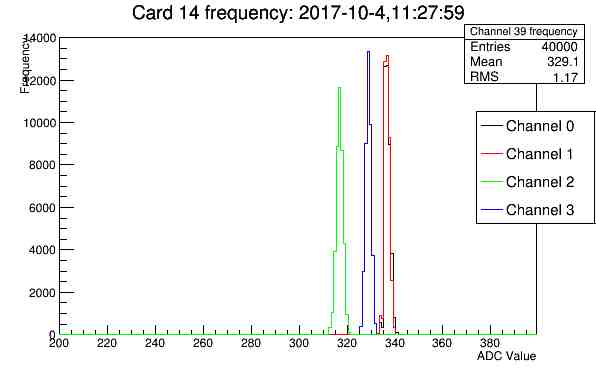 Card 14 frequency: 2017-10-4,11:27:59
Channel 39 frequency
Entries 40000
Mean 329.1
RMS 1.17
Frequency
14000
12000
10000
8000
6000
4000
2000
0
Channel 0
Channel 1
Channel 2
Channel 3
200 220 240 260 280 300 320 340 360 380
ADC Value